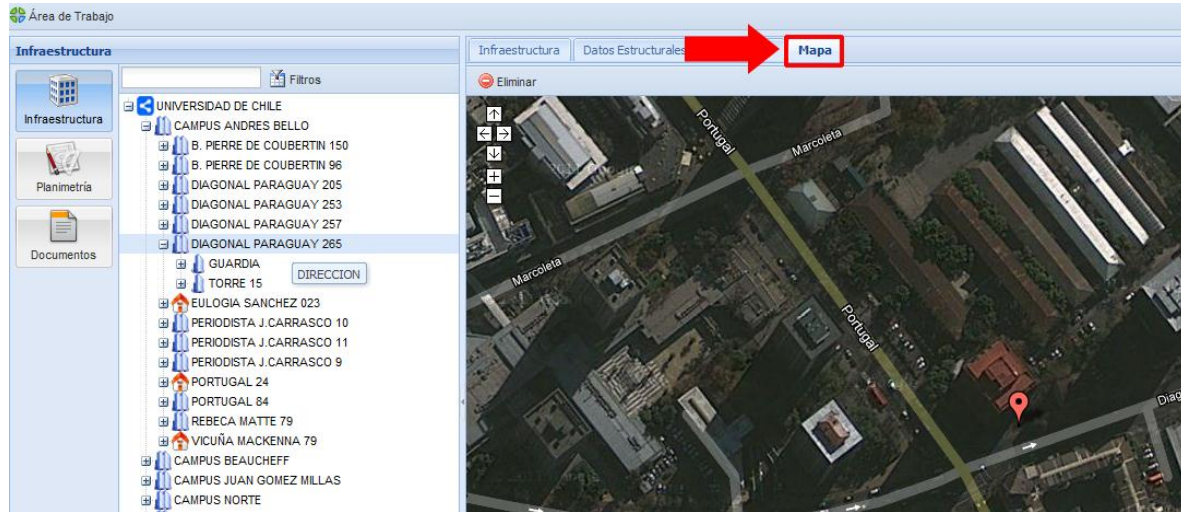 Área de Trabajo
Infraestructura
Infraestructura
Planimetría
Documentos
Filtros
UNIVERSIDAD DE CHILE
CAMPUS ANDRES BELLO
B. PIERRE DE COUBERTIN 150
B. PIERRE DE COUBERTIN 96
DIAGONAL PARAGUAY 205
DIAGONAL PARAGUAY 253
DIAGONAL PARAGUAY 257
DIAGONAL PARAGUAY 265
GUARDIA
DIRECCION
TORRE 15
EULOGIA SANCHEZ 023
PERIODISTA J.CARRASCO 10
PERIODISTA J.CARRASCO 11
PERIODISTA J.CARRASCO 9
PORTUGAL 24
PORTUGAL 84
REBECA MATTE 79
VICUÑA MACKENNA 79
CAMPUS BEAUCHEFF
CAMPUS JUAN GOMEZ MILLAS
CAMPUS NORTE
Infraestructura Datos Estructurales Mapa
Eliminar
Portugal
Marcoleta
Marcoleta
Portugal
Diag